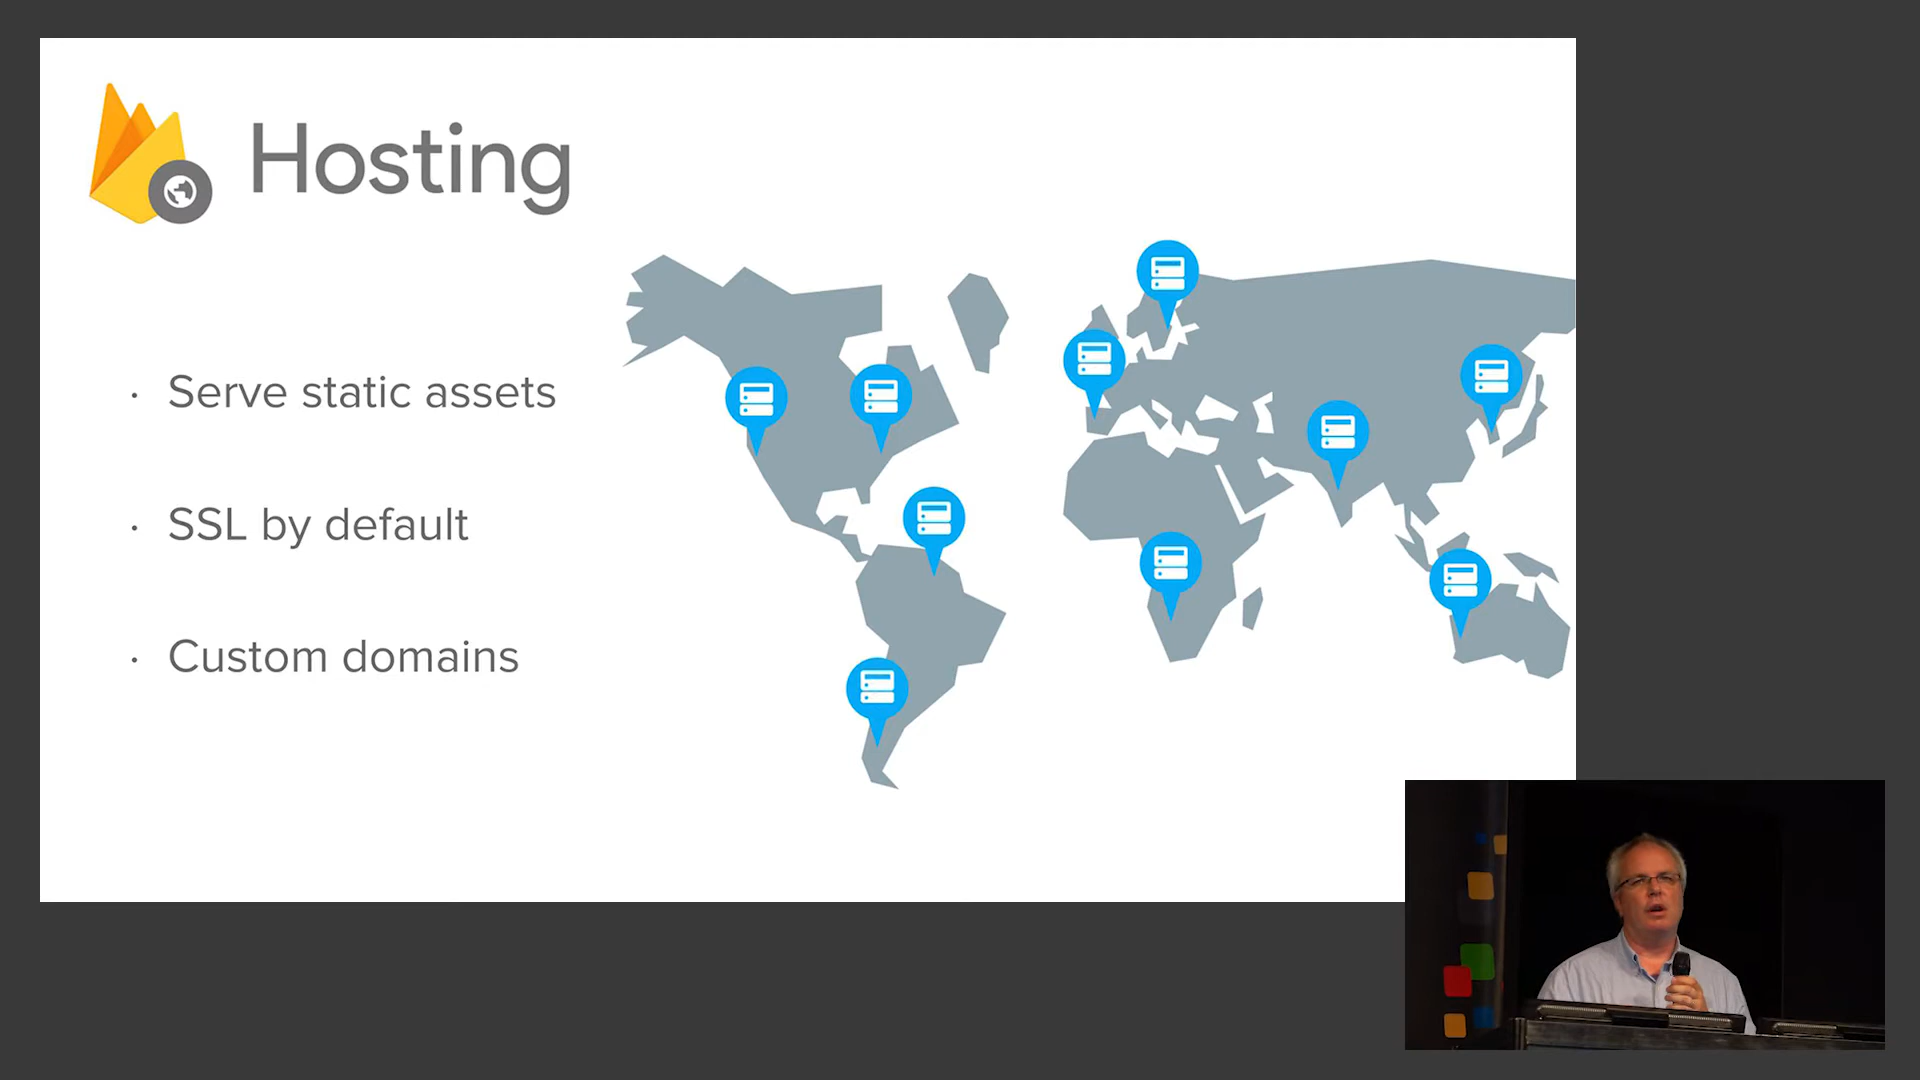 Hosting
· Serve static assets
· SSL by default
· Custom domains